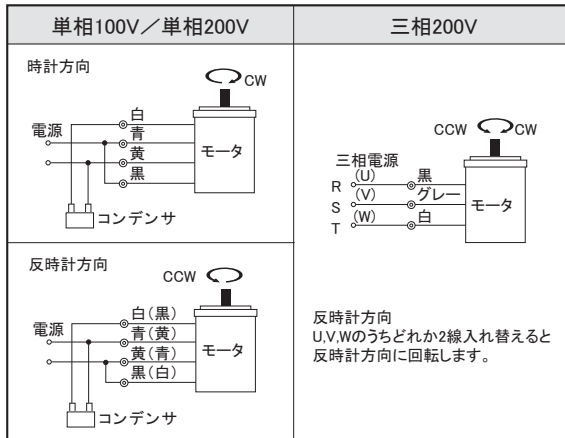 単相100V／単相200V
時計方向
CW
白
電源
青
黄
モータ
黒
コンデンサ
反時計方向
CCW
白(黒)
電源
青(黄)
黄(青)
モータ
黒(白)
コンデンサ
三相200V
CCW
CW
三相電源
R
(U)
黒
S
(V)
グレー
モータ
T
(W)
白
反時計方向
U,V,Wのうちどれか2線入れ替えると
反時計方向に回転します。